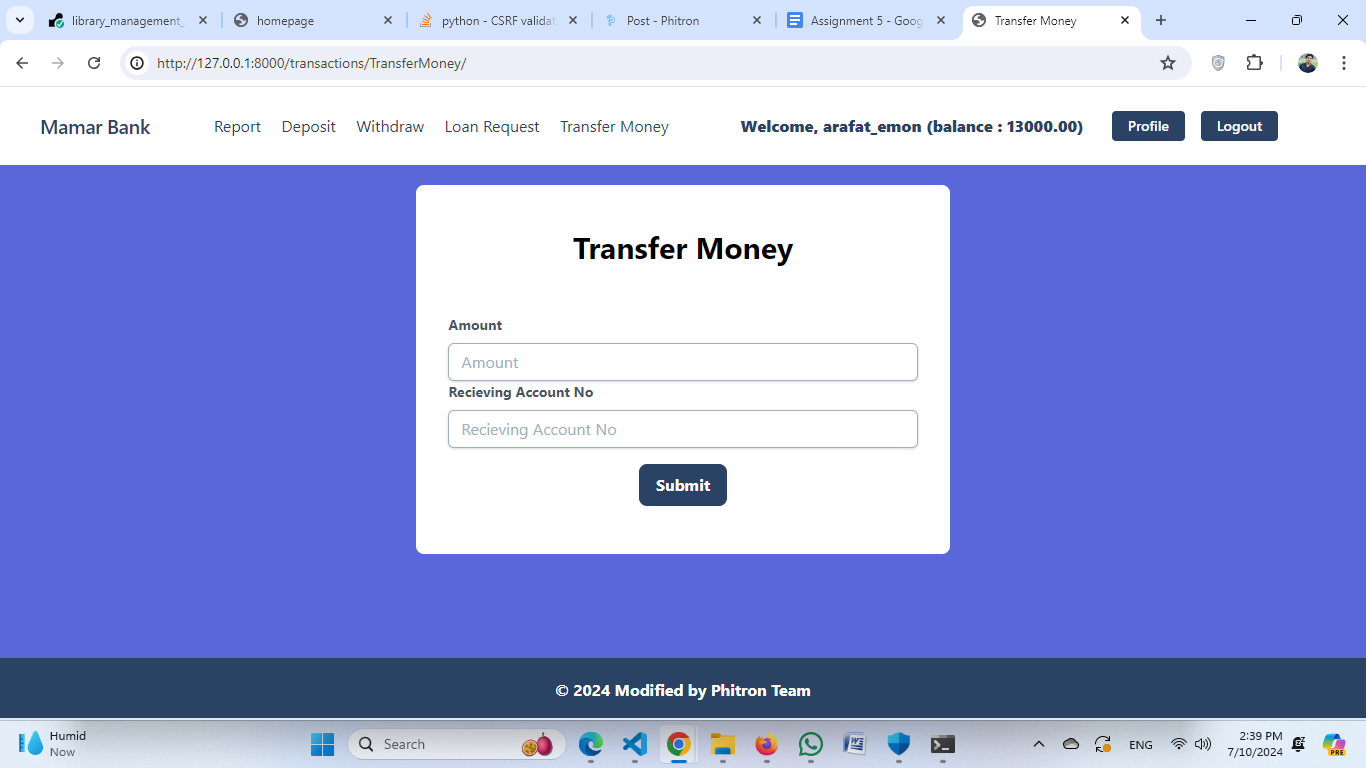 library_management_
homepage
python - CSRF validat
Post - Phitron
Assignment 5 - Goog
Transfer Money
http://127.0.0.1:8000/transactions/TransferMoney/
Mamar Bank
Report Deposit Withdraw Loan Request Transfer Money
Welcome, arafat_emon (balance : 13000.00)
Profile
Logout
Transfer Money
Amount
Amount
Recieving Account No
Recieving Account No
Submit
© 2024 Modified by Phitron Team
Humid
Now
Search
ENG
2:39 PM
7/10/2024
PRE